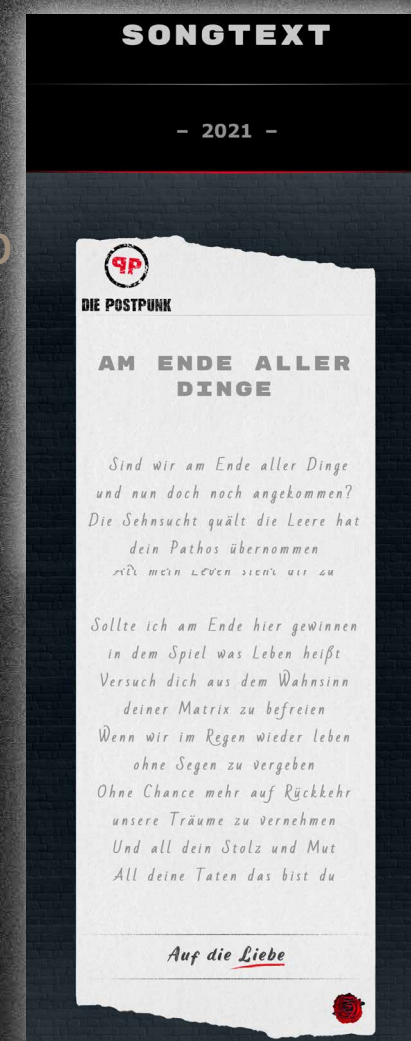 SONGTEXT
– 2021 –
PP
DIE POSTPUNK
AM ENDE ALLER
DINGE
Sind wir am Ende aller Dinge
und nun doch noch angekommen?
Die Sehnsucht quält die Leere hat
dein Pathos übernommen
Sollte ich am Ende hier gewinnen
in dem Spiel was Leben heißt
Versuch dich aus dem Wahnsinn
deiner Matrix zu befreien
Wenn wir im Regen wieder leben
ohne Segen zu vergeben
Ohne Chance mehr auf Rückkehr
unsere Träume zu vernehmen
Und all dein Stolz und Mut
All deine Taten das bist du
Auf die Liebe